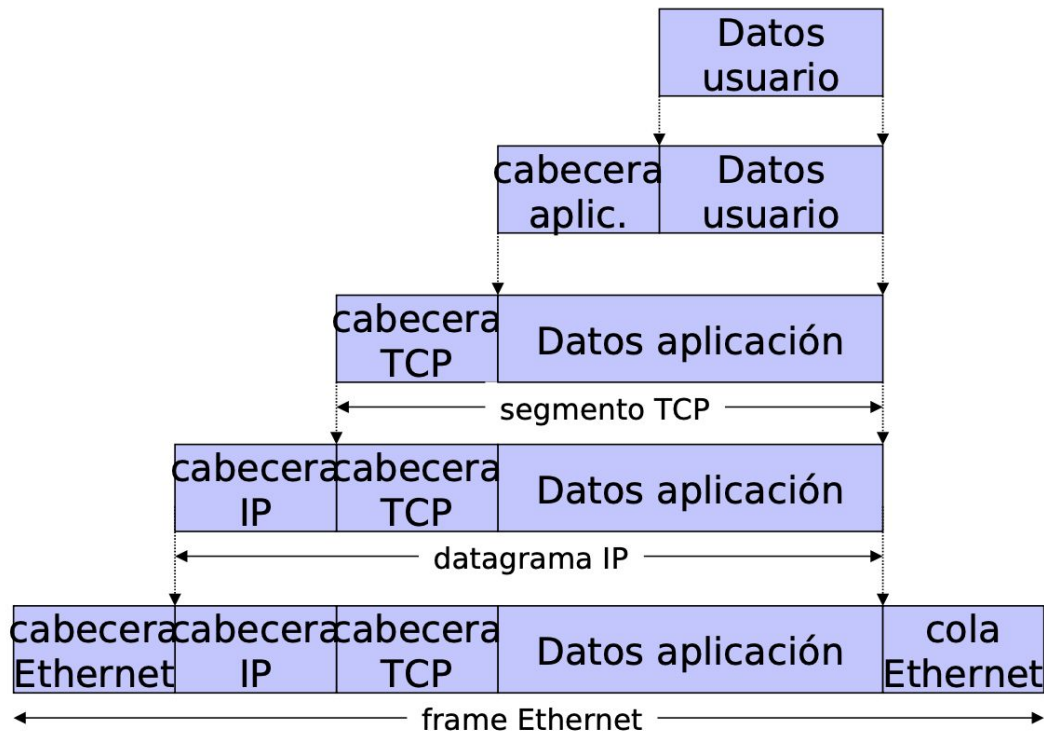 Datos
usuario
cabecera
aplic.
Datos
usuario
cabecera
TCP
Datos aplicación
segmento TCP
cabecera
IP
cabecera
TCP
Datos aplicación
datagrama IP
cabecera
Ethernet
cabecera
IP
cabecera
TCP
Datos aplicación
cola
Ethernet
frame Ethernet